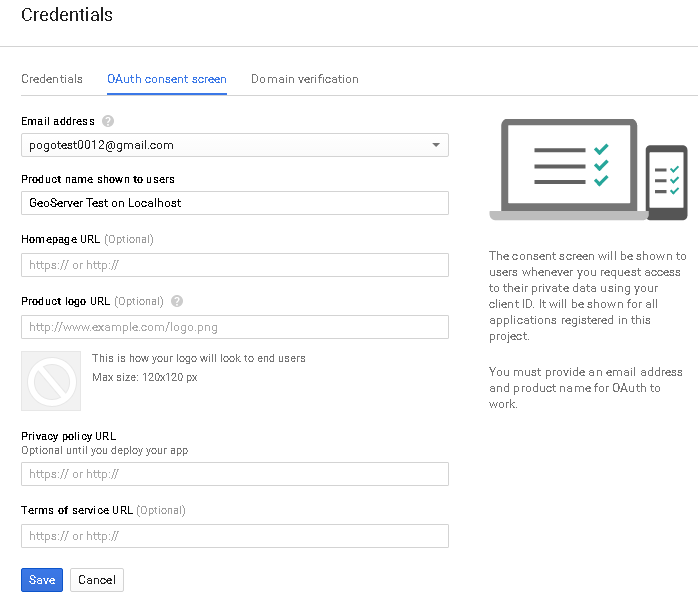 Credentials
Credentials OAuth consent screen Domain verification
Email address ?
pogotest0012@gmail.com
Product name shown to users
GeoServer Test on Localhost
Homepage URL (Optional)
https:// or http://
Product logo URL (Optional) ?
http://www.example.com/logo.png
This is how your logo will look to end users
Max size: 120x120 px
Privacy policy URL
Optional until you deploy your app
https:// or http://
Terms of service URL (Optional)
https:// or http://
Save Cancel
The consent screen will be shown to
users whenever you request access
to their private data using your
client ID. It will be shown for all
applications registered in this
project.
You must provide an email address
and product name for OAuth to
work.